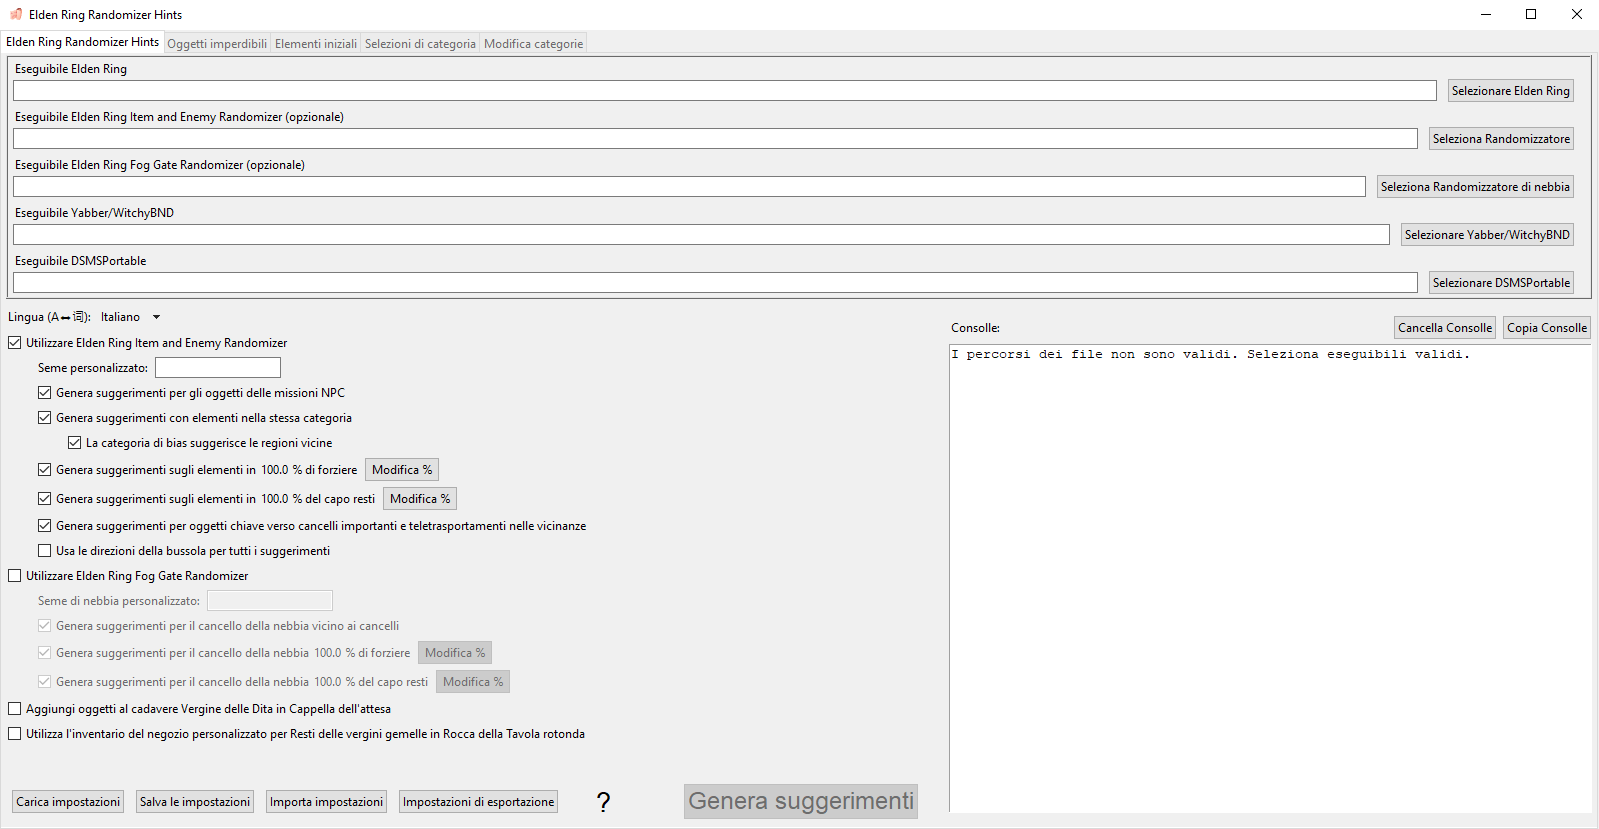 Elden Ring Randomizer Hints
Elden Ring Randomizer Hints Oggetti imperdibili Elementi iniziali Selezioni di categoria Modifica categorie
Eseguibile Elden Ring
Selezionare Elden Ring
Eseguibile Elden Ring Item and Enemy Randomizer (opzionale)
Seleziona Randomizzatore
Eseguibile Elden Ring Fog Gate Randomizer (opzionale)
Seleziona Randomizzatore di nebbia
Eseguibile Yabber/WitchyBND
Selezionare Yabber/WitchyBND
Eseguibile DSMSPortable
Selezionare DSMSPortable
Lingua (A↔词): Italiano
Utilizzare Elden Ring Item and Enemy Randomizer
Seme personalizzato:
Genera suggerimenti per gli oggetti delle missioni NPC
Genera suggerimenti con elementi nella stessa categoria
La categoria di bias suggerisce le regioni vicine
Genera suggerimenti sugli elementi in 100.0 % di forziere Modifica %
Genera suggerimenti sugli elementi in 100.0 % del capo resti Modifica %
Genera suggerimenti per oggetti chiave verso cancelli importanti e teletrasportamenti nelle vicinanze
Usa le direzioni della bussola per tutti i suggerimenti
Utilizzare Elden Ring Fog Gate Randomizer
Seme di nebbia personalizzato:
Genera suggerimenti per il cancello della nebbia vicino ai cancelli
Genera suggerimenti per il cancello della nebbia 100.0 % di forziere Modifica %
Genera suggerimenti per il cancello della nebbia 100.0 % del capo resti Modifica %
Aggiungi oggetti al cadavere Vergine delle Dita in Cappella dell'attesa
Utilizza l'inventario del negozio personalizzato per Resti delle vergini gemelle in Rocca della Tavola rotonda
Carica impostazioni Salva le impostazioni Importa impostazioni Impostazioni di esportazione ? Genera suggerimenti
Consolle: Cancella Consolle Copia Consolle
I percorsi dei file non sono validi. Seleziona eseguibili validi.